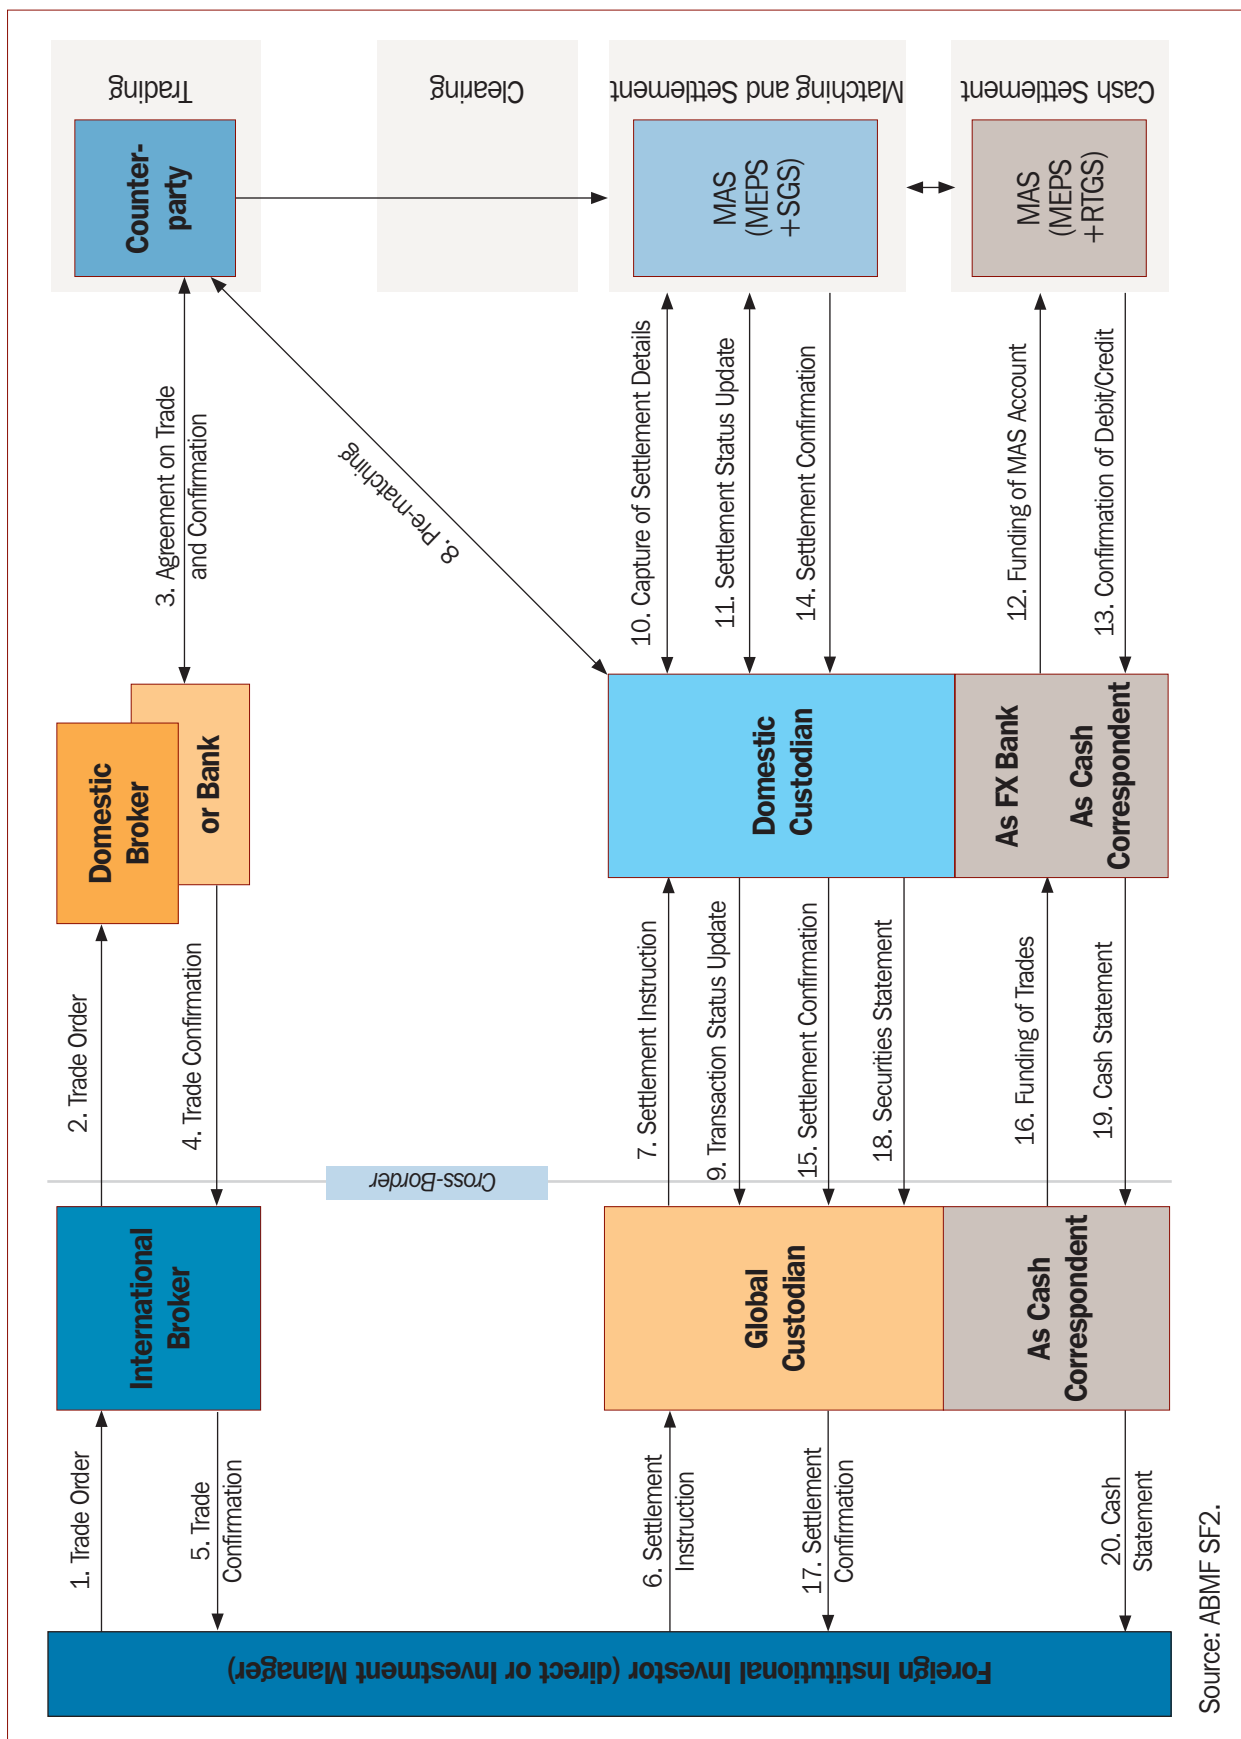 Foreign Institutional Investor (direct or Investment Manager)
1. Trade Order
5. Trade
Confirmation
6. Settlement
Instruction
17. Settlement
Confirmation
20. Cash
Statement
International
Broker
Global
Custodian
As Cash
Correspondent
Cross-Border
2. Trade Order
4. Trade Confirmation
7. Settlement Instruction
9. Transaction Status Update
15. Settlement Confirmation
18. Securities Statement
16. Funding of Trades
19. Cash Statement
Domestic
Broker
or Bank
Domestic
Custodian
As FX Bank
As Cash
Correspondent
3. Agreement on Trade
and Confirmation
8. Pre-matching
10. Capture of Settlement Details
11. Settlement Status Update
14. Settlement Confirmation
12. Funding of MAS Account
13. Confirmation of Debit/Credit
Trading
Counter-
party
Clearing
Matching and Settlement
MAS
(MEPS
+SGS)
Cash Settlement
MAS
(MEPS
+RTGS)
Source: ABMF SF2.